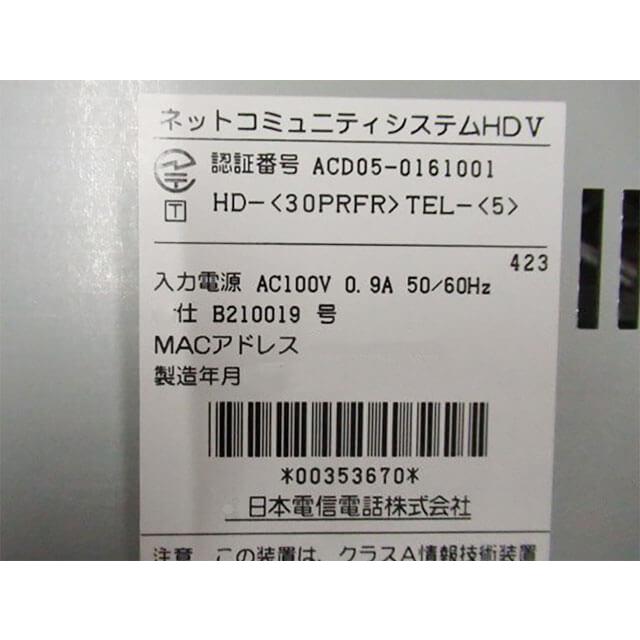 ネットコミュニティシステムHDⅤ
認証番号 ACD05-0161001
T HD-<30PRFR>TEL-<5>
423
入力電源 AC100V 0.9A 50/60Hz
仕 B210019 号
MACアドレス
製造年月
*00353670*
日本電信電話株式会社
注意 この装置は、クラスA情報技術装置